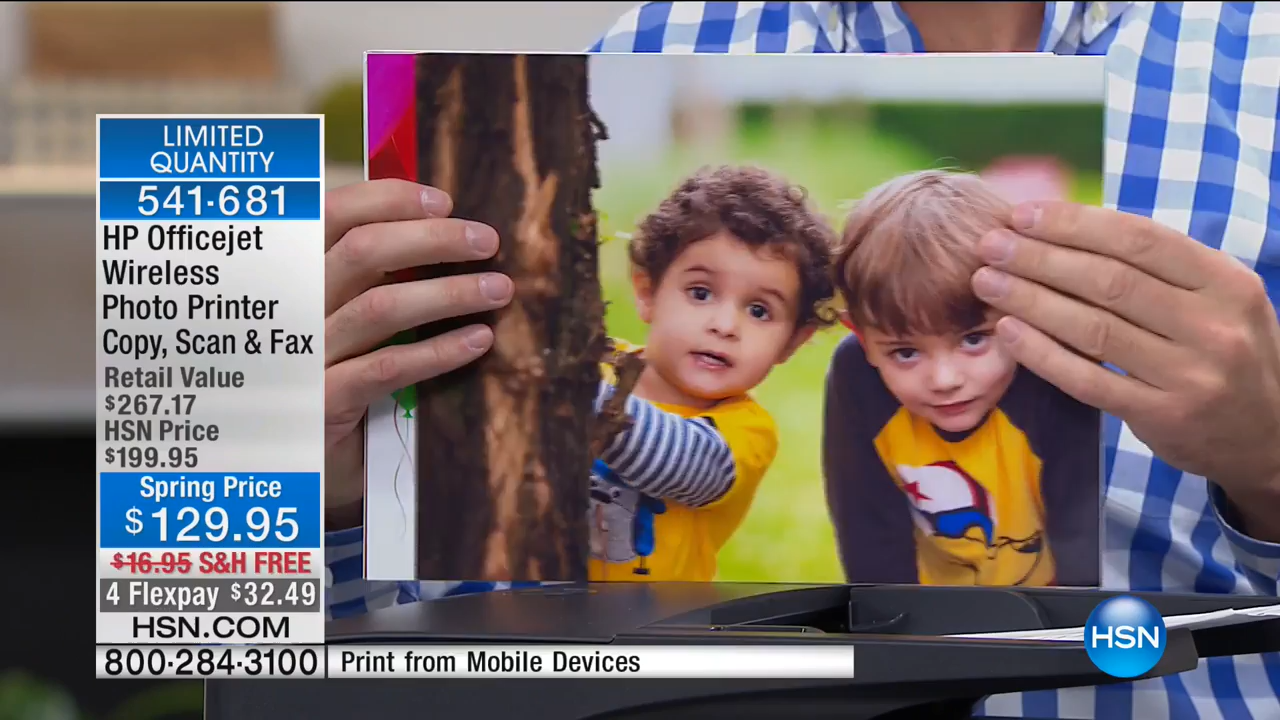 LIMITED
QUANTITY
541·681
HP Officejet
Wireless
Photo Printer
Copy, Scan & Fax
Retail Value
$267.17
HSN Price
$199.95
Spring Price
$129.95
$16.95 S&H FREE
4 Flexpay $32.49
HSN.COM
800·284·3100
Print from Mobile Devices
HSN